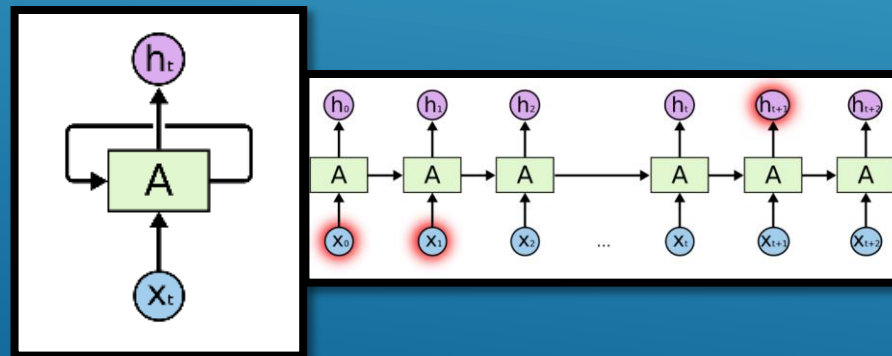 hₜ
A
xₜ
h₀ h₁ h₂ hₜ hₜ₊₁ hₜ₊₂
A A A A A A
x₀ x₁ x₂ ... xₜ xₜ₊₁ xₜ₊₂